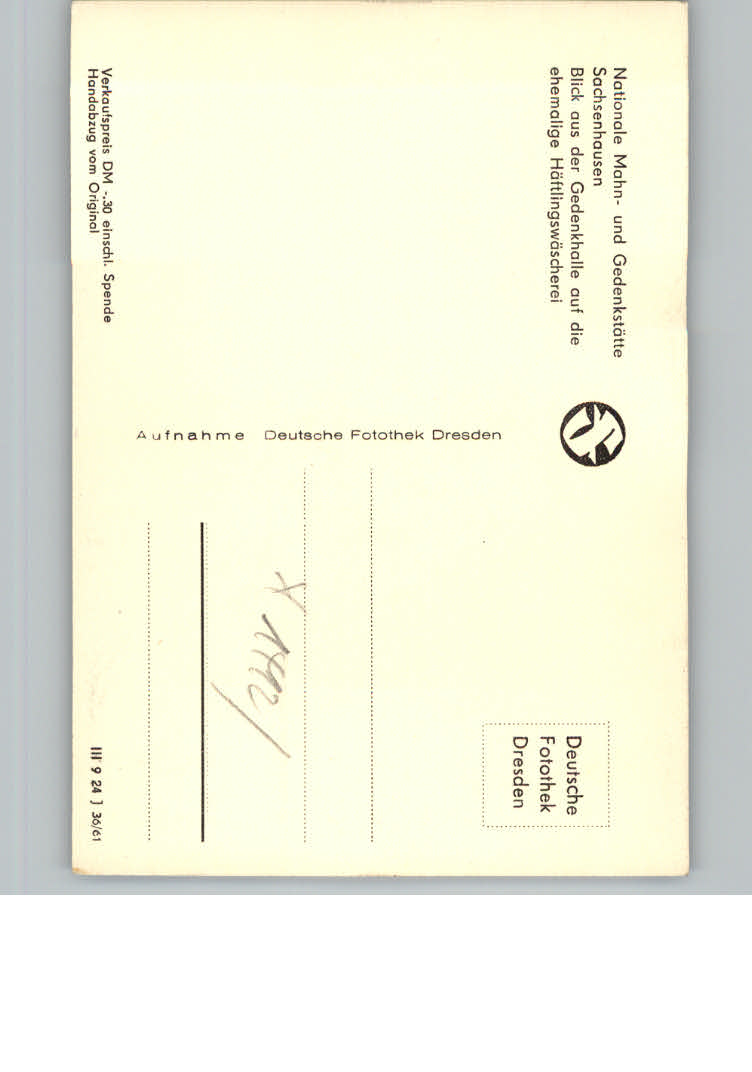 Nationale Mahn- und Gedenkstätte
Sachsenhausen
Blick aus der Gedenkhalle auf die
ehemalige Häftlingswäscherei
Verkaufspreis DM -.30 einschl. Spende
Handabzug vom Original
Aufnahme Deutsche Fotothek Dresden
Deutsche
Fotothek
Dresden
III 9 24 J 36/61